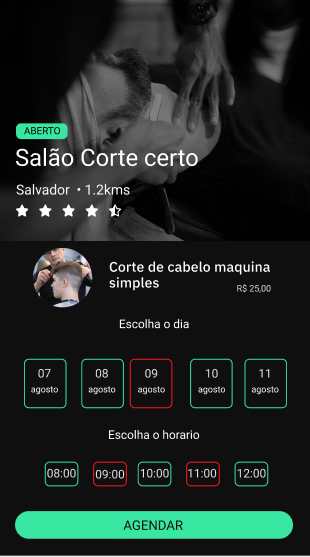 ABERTO
Salão Corte certo
Salvador • 1.2kms
Corte de cabelo maquina
simples
R$ 25,00
Escolha o dia
07 08 09 10 11
agosto agosto agosto agosto agosto
Escolha o horario
08:00 09:00 10:00 11:00 12:00
AGENDAR